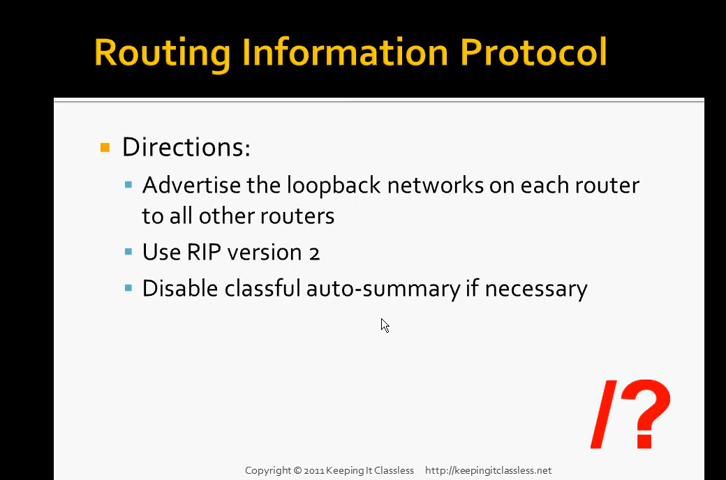 Routing Information Protocol
Directions:
Advertise the loopback networks on each router
to all other routers
Use RIP version 2
Disable classful auto-summary if necessary
/?
Copyright © 2011 Keeping It Classless http://keepingitclassless.net